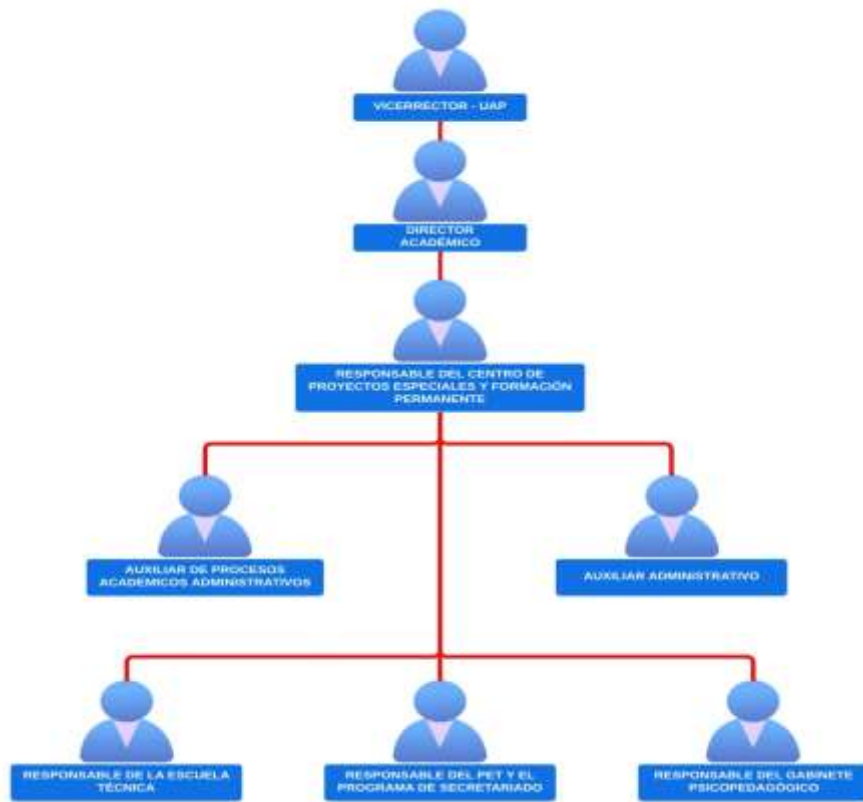 VICERRECTOR - UAP
DIRECTOR
ACADÉMICO
RESPONSABLE DEL CENTRO DE
PROYECTOS ESPECIALES Y FORMACIÓN
PERMANENTE
AUXILIAR DE PROCESOS
ACADEMICOS ADMINISTRATIVOS
AUXILIAR ADMINISTRATIVO
RESPONSABLE DE LA ESCUELA
TÉCNICA
RESPONSABLE DEL PET Y EL
PROGRAMA DE SECRETARIADO
RESPONSABLE DEL GABINETE
PSICOPEDAGÓGICO